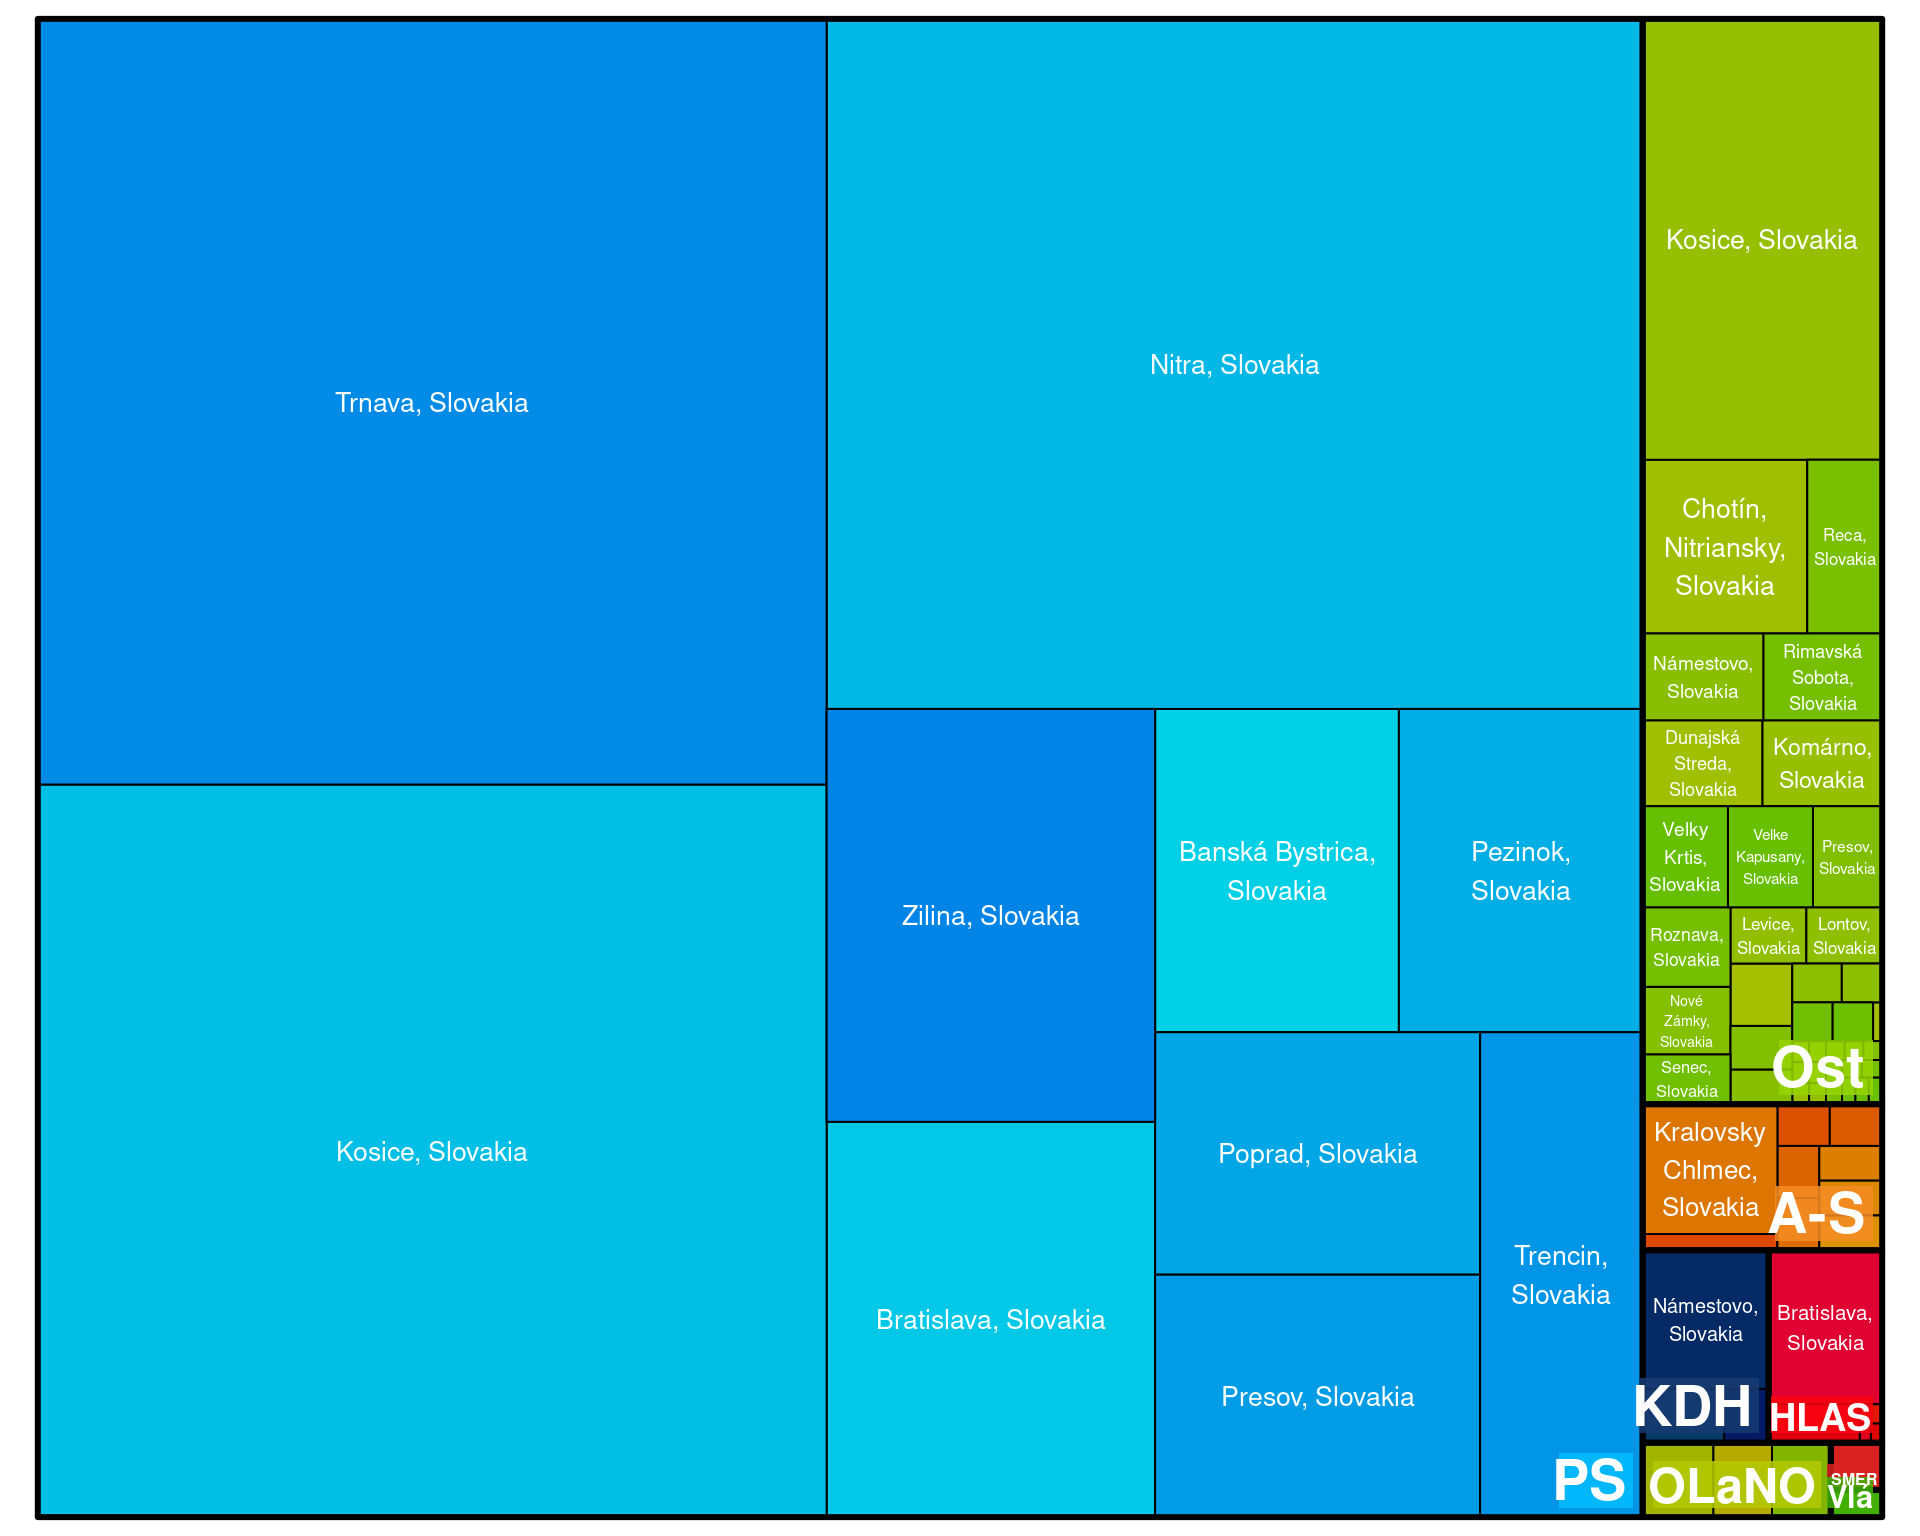 Trnava, Slovakia
Kosice, Slovakia
Nitra, Slovakia
Zilina, Slovakia
Bratislava, Slovakia
Banská Bystrica,
Slovakia
Pezinok,
Slovakia
Poprad, Slovakia
Presov, Slovakia
Trencin,
Slovakia
PS
Kosice, Slovakia
Chotín,
Nitriansky,
Slovakia
Reca,
Slovakia
Námestovo,
Slovakia
Rimavská
Sobota,
Slovakia
Dunajská
Streda,
Slovakia
Komárno,
Slovakia
Velky
Krtis,
Slovakia
Velke
Kapusany,
Slovakia
Presov,
Slovakia
Roznava,
Slovakia
Levice,
Slovakia
Lontov,
Slovakia
Nové
Zámky,
Slovakia
Senec,
Slovakia
Ost
Kralovsky
Chlmec,
Slovakia
A-S
Námestovo,
Slovakia
KDH
Bratislava,
Slovakia
HLAS
OLaNO
SMER
Vlá